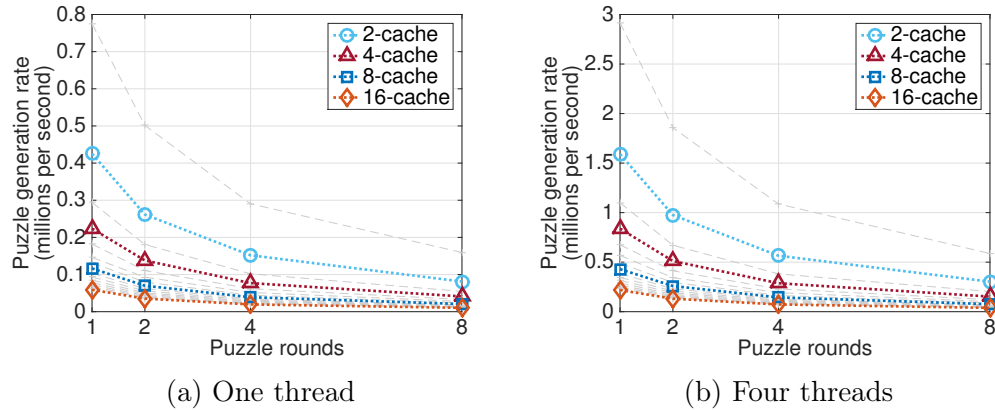 0.8
0.7
0.6
0.5
0.4
0.3
0.2
0.1
0
Puzzle generation rate
(millions per second)
2-cache
4-cache
8-cache
16-cache
1 2 4 8
Puzzle rounds
(a) One thread
3
2.5
2
1.5
1
0.5
0
Puzzle generation rate
(millions per second)
2-cache
4-cache
8-cache
16-cache
1 2 4 8
Puzzle rounds
(b) Four threads